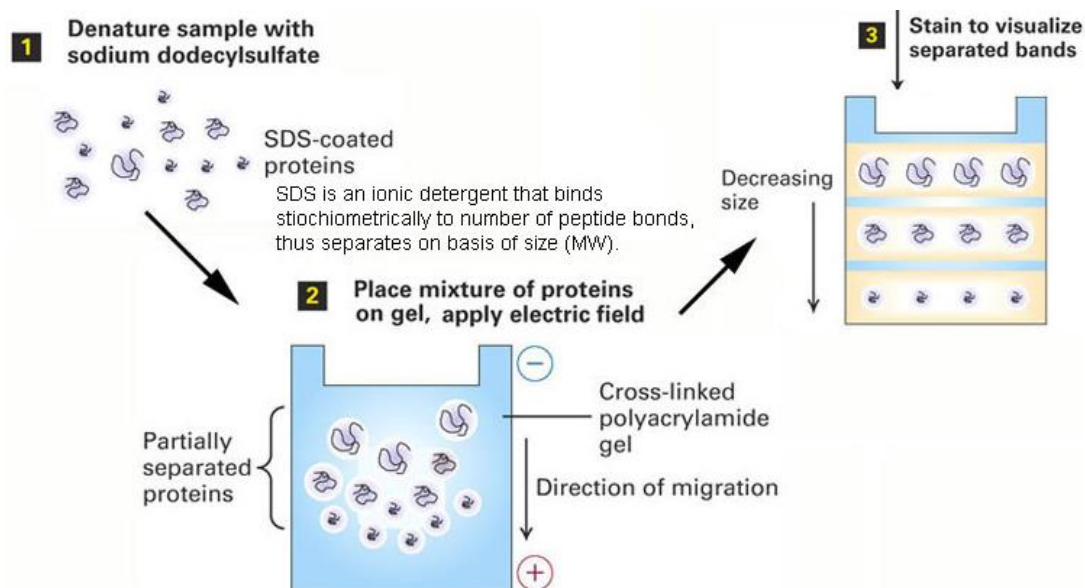 1 Denature sample with
sodium dodecylsulfate
SDS-coated
proteins
SDS is an ionic detergent that binds
stiochiometrically to number of peptide bonds,
thus separates on basis of size (MW).
2 Place mixture of proteins
on gel, apply electric field
−
Cross-linked
polyacrylamide
gel
Partially
separated
proteins
Direction of migration
+
3 Stain to visualize
separated bands
Decreasing
size